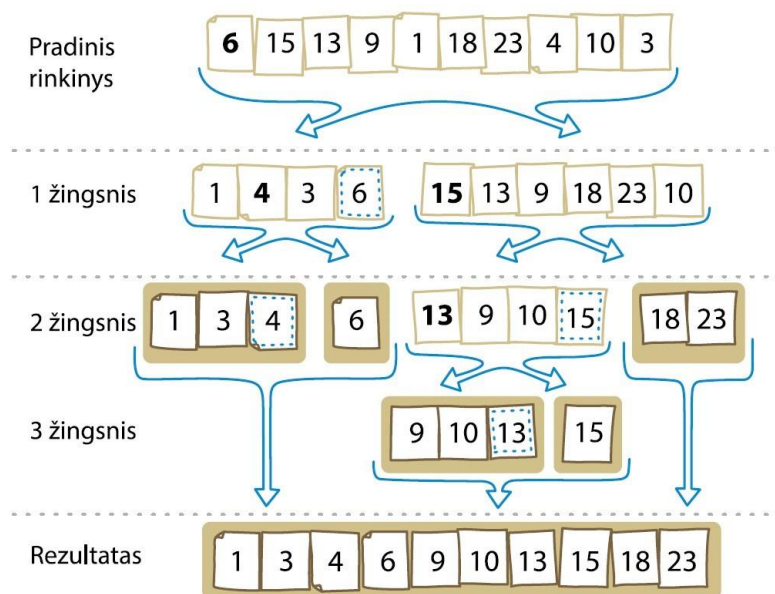 Pradinis
rinkinys
6 15 13 9 1 18 23 4 10 3
1 žingsnis
1 4 3 6 15 13 9 18 23 10
2 žingsnis
1 3 4 6 13 9 10 15 18 23
3 žingsnis
9 10 13 15
Rezultatas
1 3 4 6 9 10 13 15 18 23